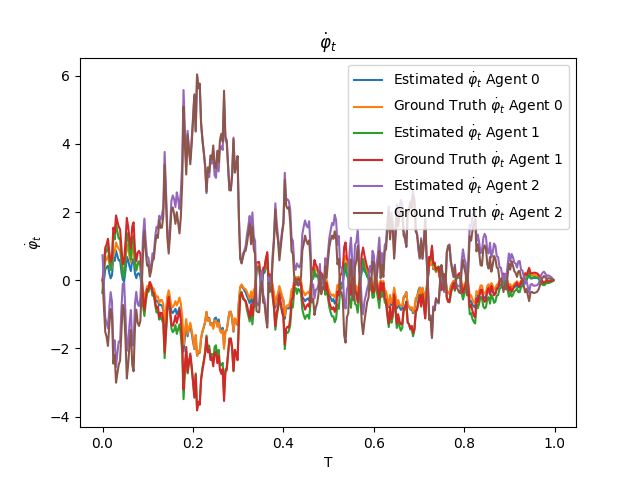 φ̇ₜ
Estimated φ̇ₜ Agent 0
Ground Truth φ̇ₜ Agent 0
Estimated φ̇ₜ Agent 1
Ground Truth φ̇ₜ Agent 1
Estimated φ̇ₜ Agent 2
Ground Truth φ̇ₜ Agent 2
φ̇ₜ
6
4
2
0
−2
−4
0.0 0.2 0.4 0.6 0.8 1.0
T